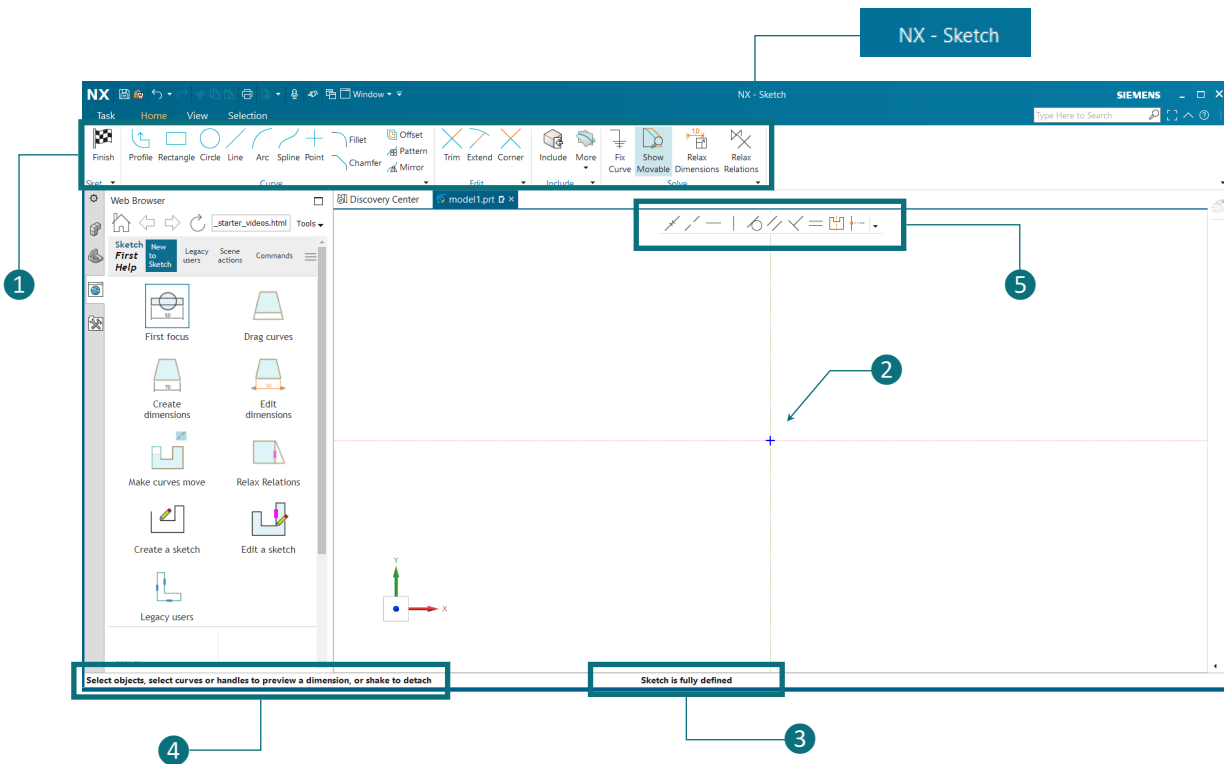 NX - Sketch
NX Window NX - Sketch SIEMENS
Task Home View Selection Type Here to Search
Finish Profile Rectangle Circle Line Arc Spline Point Fillet Chamfer Offset Pattern Mirror Trim Extend Corner Include More Fix Curve Show Movable Relax Dimensions Relax Relations
Sket... Curve Edit Include Solve
1
Web Browser
Discovery Center model1.prt
_starter_videos.html Tools
Sketch First Help
New to Sketch
Legacy users
Scene actions
Commands
5
First focus Drag curves
2
Create dimensions
Edit dimensions
Make curves move Relax Relations
Create a sketch Edit a sketch
Y
X
Legacy users
Select objects, select curves or handles to preview a dimension, or shake to detach
Sketch is fully defined
4
3